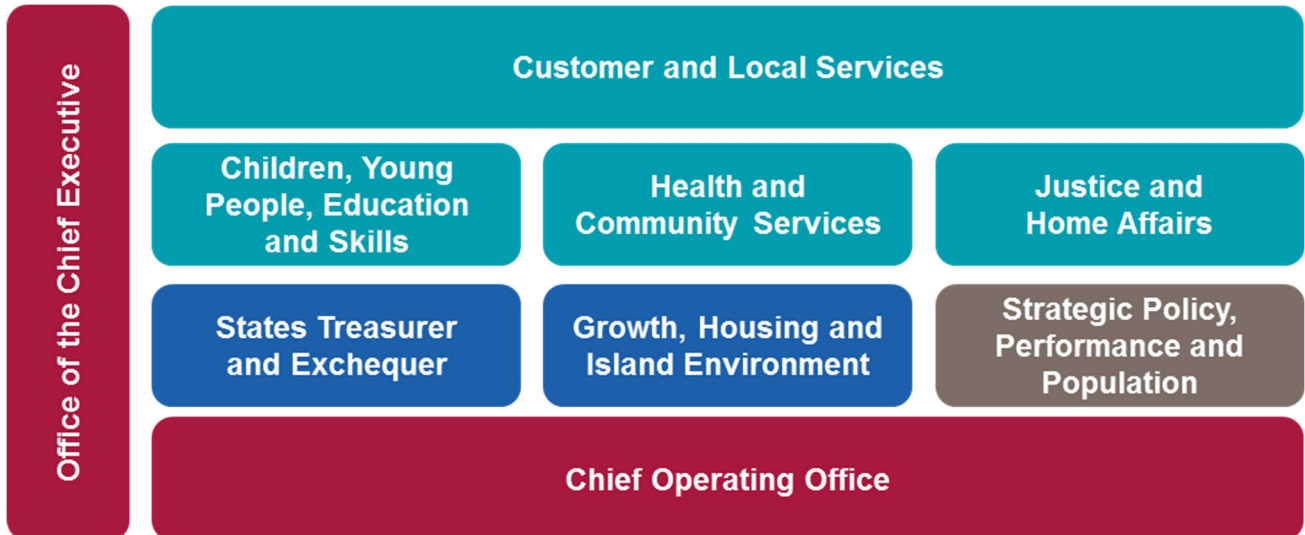 Office of the Chief Executive
Customer and Local Services
Children, Young
People, Education
and Skills
Health and
Community Services
Justice and
Home Affairs
States Treasurer
and Exchequer
Growth, Housing and
Island Environment
Strategic Policy,
Performance and
Population
Chief Operating Office